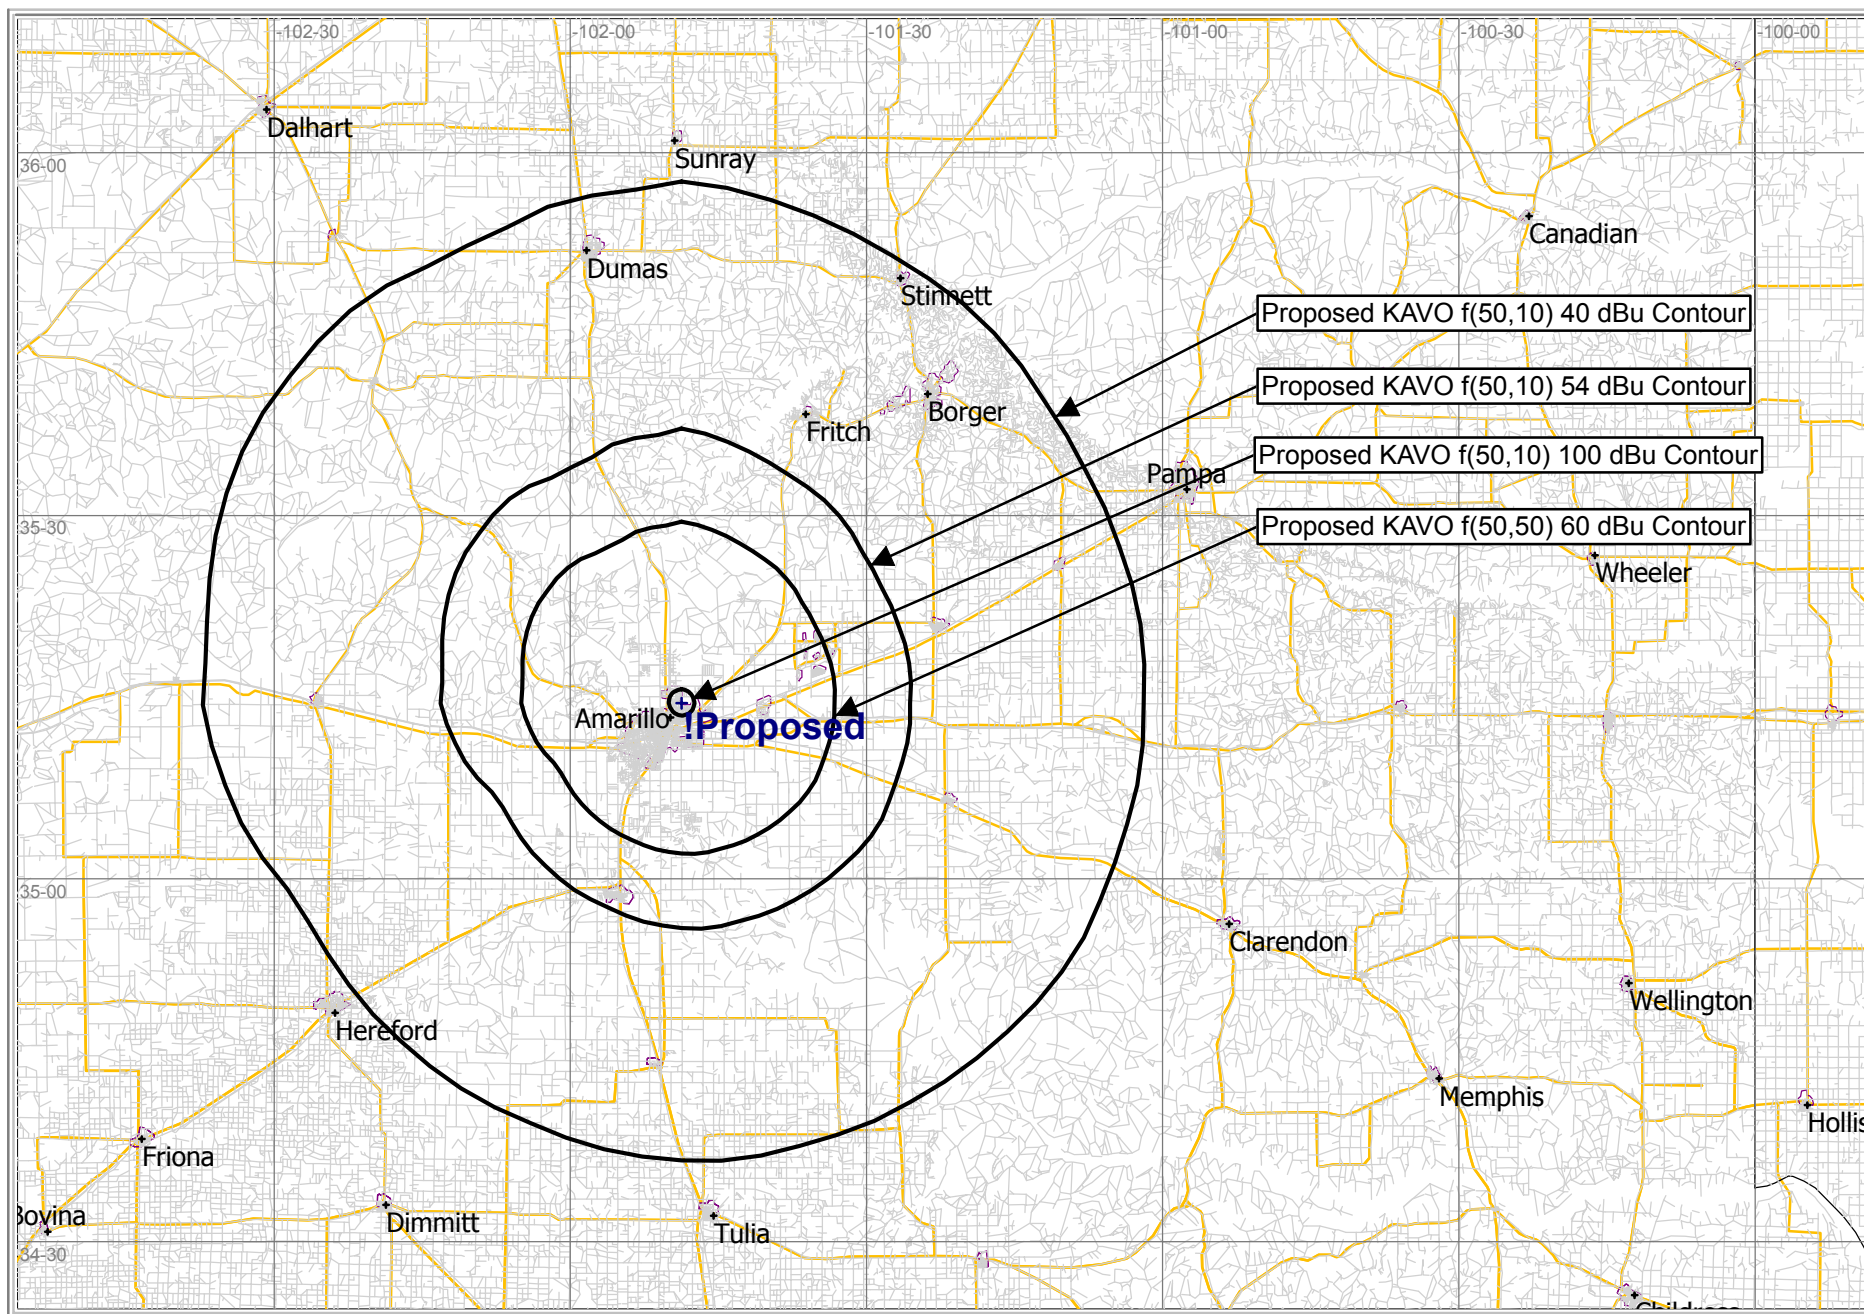 -102-30
-102-00
-101-30
-101-00
-100-30
-100-00
Dalhart
Sunray
36-00
Canadian
Dumas
Stinnett
Proposed KAVO f(50,10) 40 dBu Contour
Proposed KAVO f(50,10) 54 dBu Contour
Borger
Fritch
Proposed KAVO f(50,10) 100 dBu Contour
Pampa
35-30
Proposed KAVO f(50,50) 60 dBu Contour
Wheeler
Amarillo
!Proposed
35-00
Clarendon
Wellington
Hereford
Memphis
Hollis
Friona
Bovina
Dimmitt
Tulia
34-30
Childress